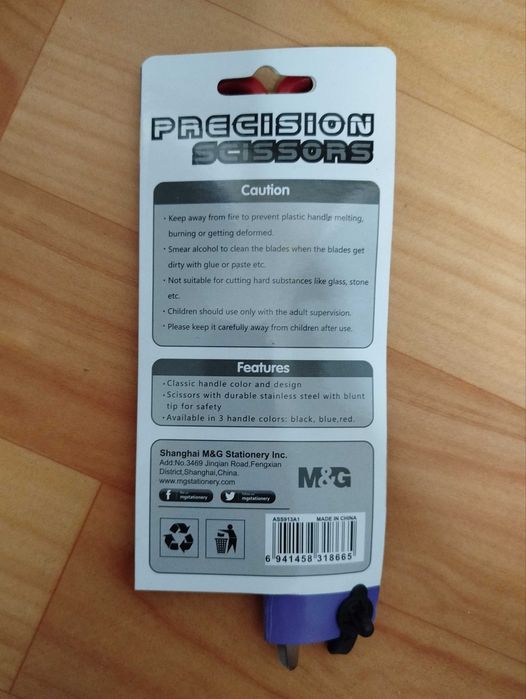 PRECISION
SCISSORS
Caution
· Keep away from fire to prevent plastic handle melting,
burning or getting deformed.
· Smear alcohol to clean the blades when the blades get
dirty with glue or paste etc.
· Not suitable for cutting hard substances like glass, stone
etc.
· Children should use only with the adult supervision.
· Please keep it carefully away from children after use.
Features
· Classic handle color and design
· Scissors with durable stainless steel with blunt
tip for safety
· Available in 3 handle colors: black, blue,red.
Shanghai M&G Stationery Inc.
Add:No.3469 Jinqian Road,Fengxian
District,Shanghai,China.
www.mgstationery.com
f mgstationery
mgstationery
M&G
ASS913A1 MADE IN CHINA
6 941458 318665